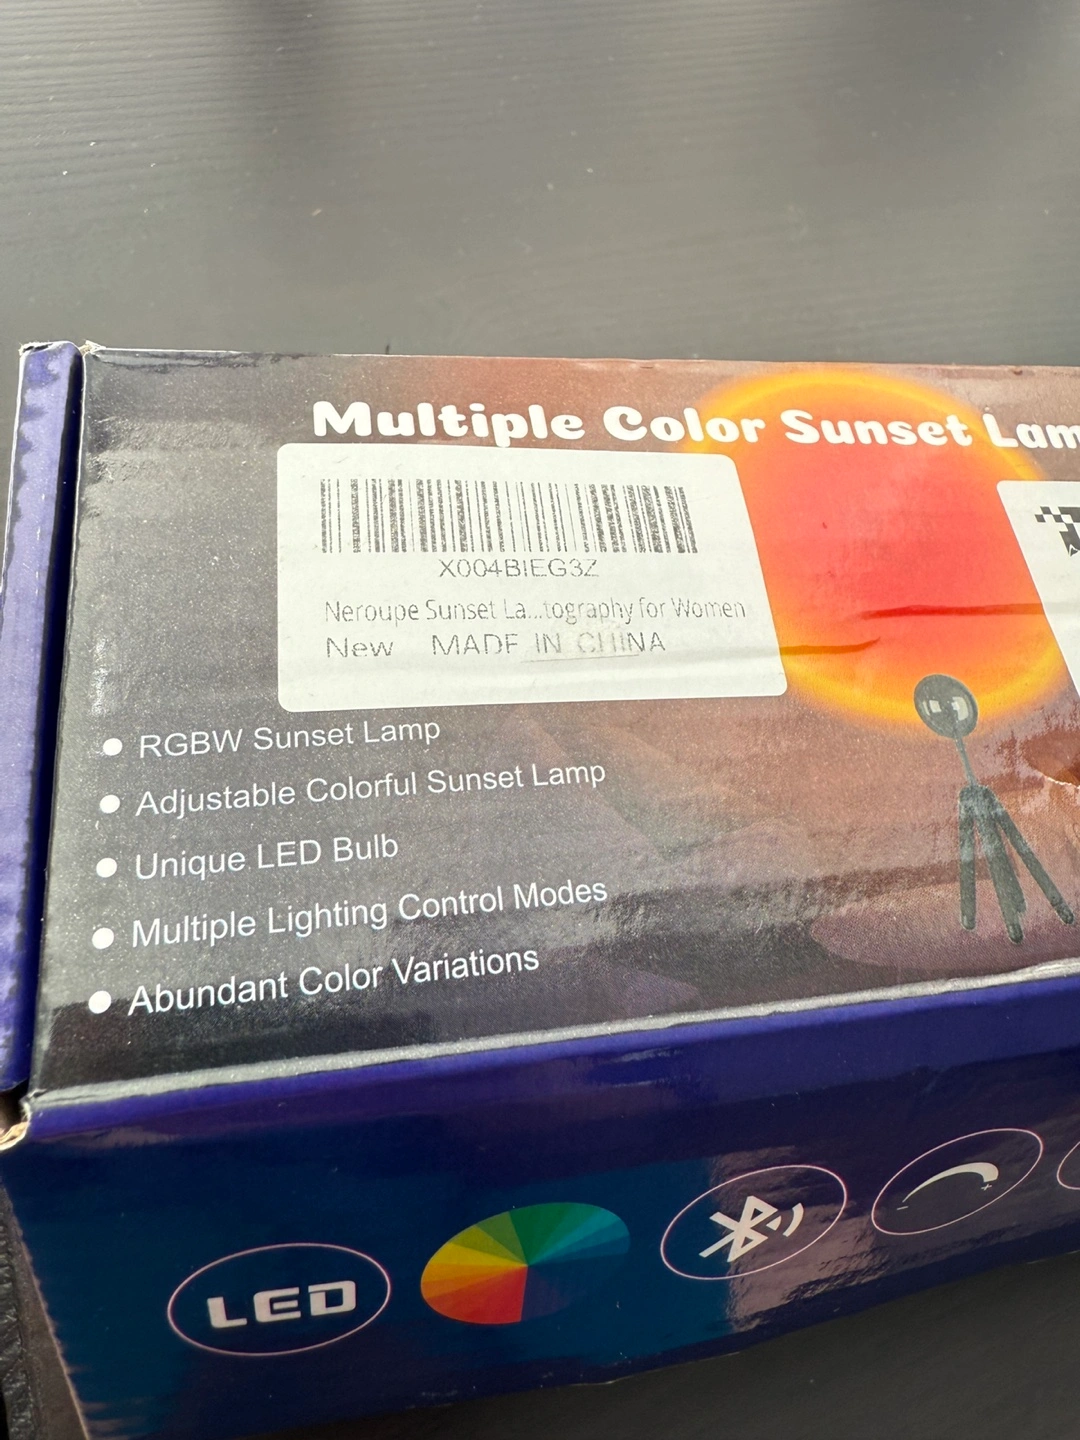 Multiple Color Sunset Lam
X004BIEG3Z
Neroupe Sunset La...tography for Women
New MADE IN CHINA
RGBW Sunset Lamp
Adjustable Colorful Sunset Lamp
Unique LED Bulb
Multiple Lighting Control Modes
Abundant Color Variations
LED